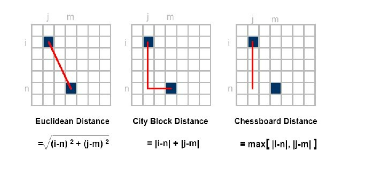 j m
j m
j m
i
i
i
n
n
n
Euclidean Distance
City Block Distance
Chessboard Distance
=√(i-n) ² + (j-m) ²
= |i-n| + |j-m|
= max[ |i-n|, |j-m| ]